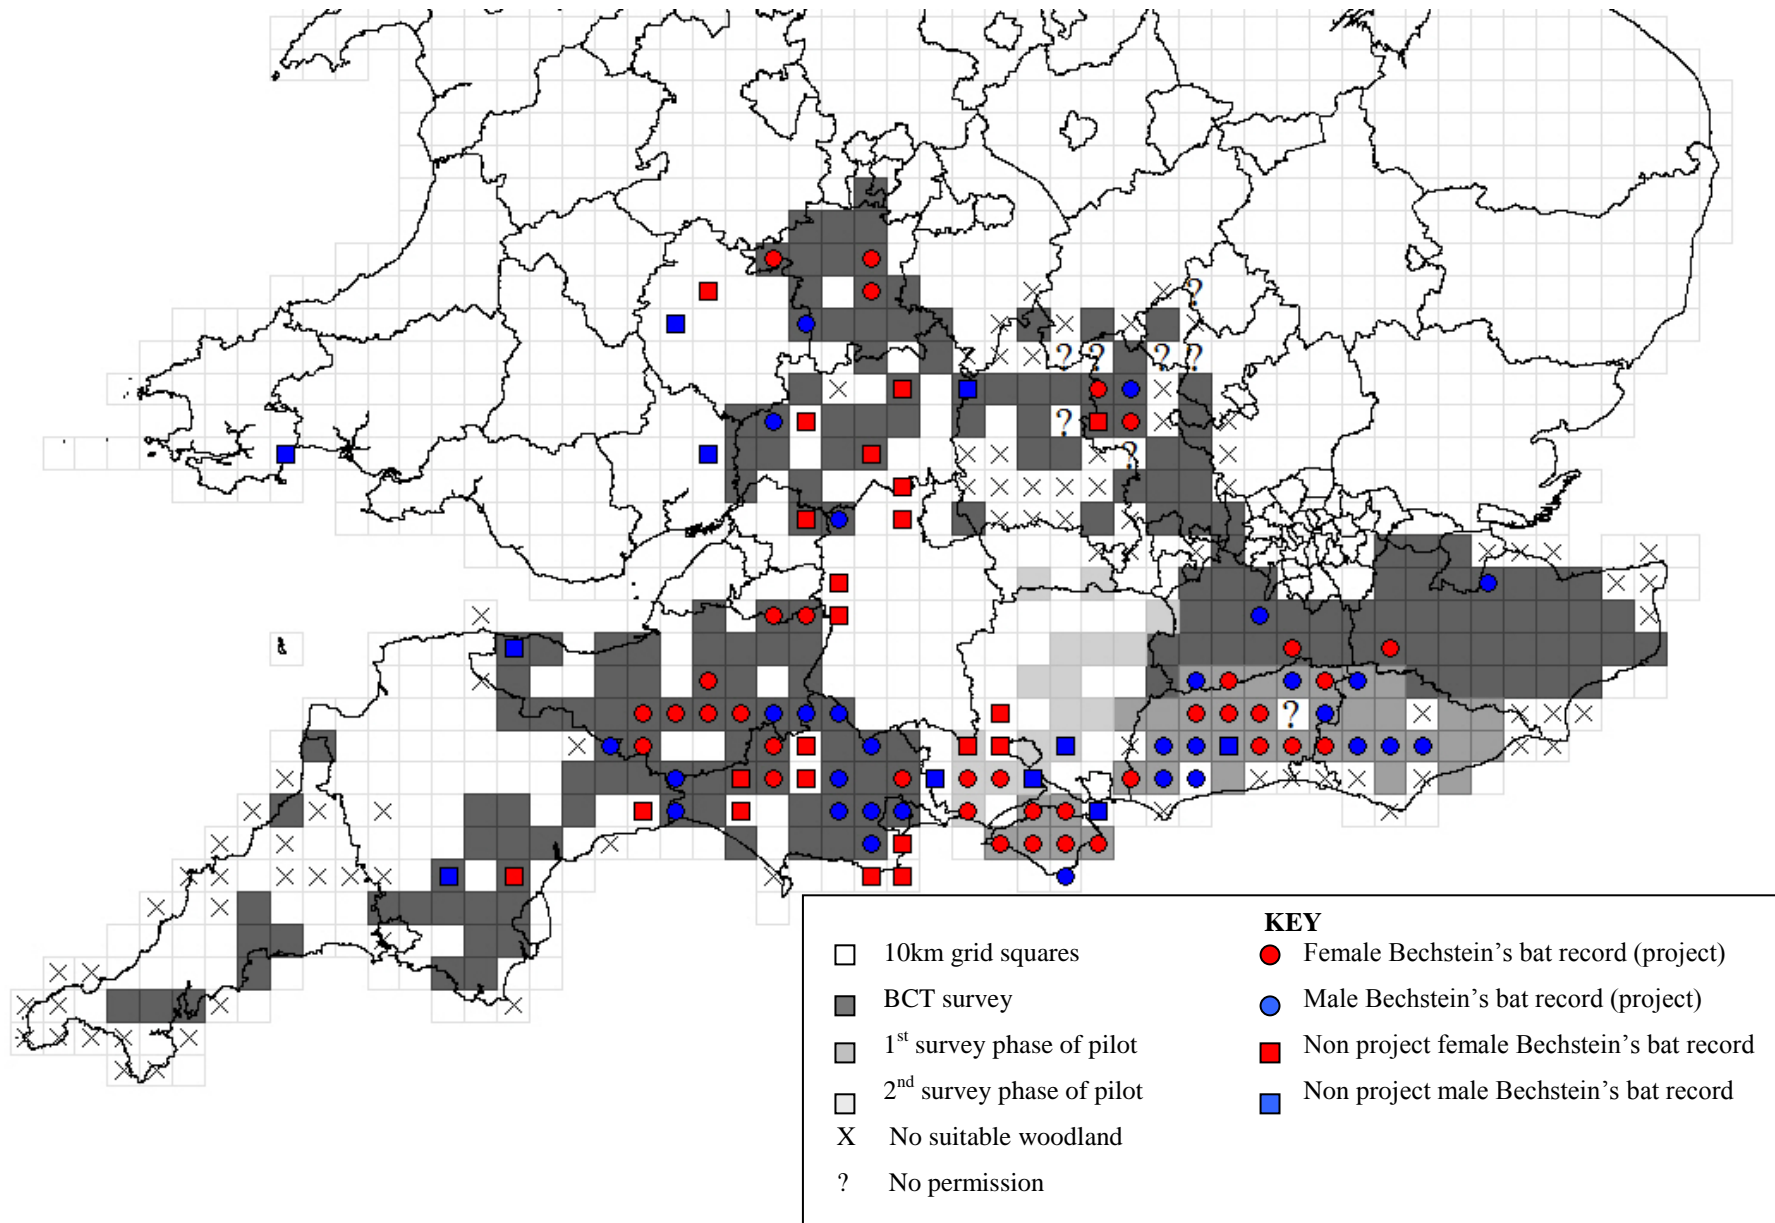 KEY
10km grid squares
BCT survey
1st survey phase of pilot
2nd survey phase of pilot
X No suitable woodland
? No permission
Female Bechstein’s bat record (project)
Male Bechstein’s bat record (project)
Non project female Bechstein’s bat record
Non project male Bechstein’s bat record